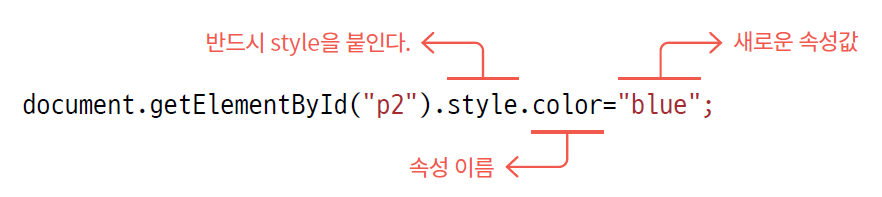 반드시 style을 붙인다.
새로운 속성값
document.getElementById("p2").style.color="blue";
속성 이름